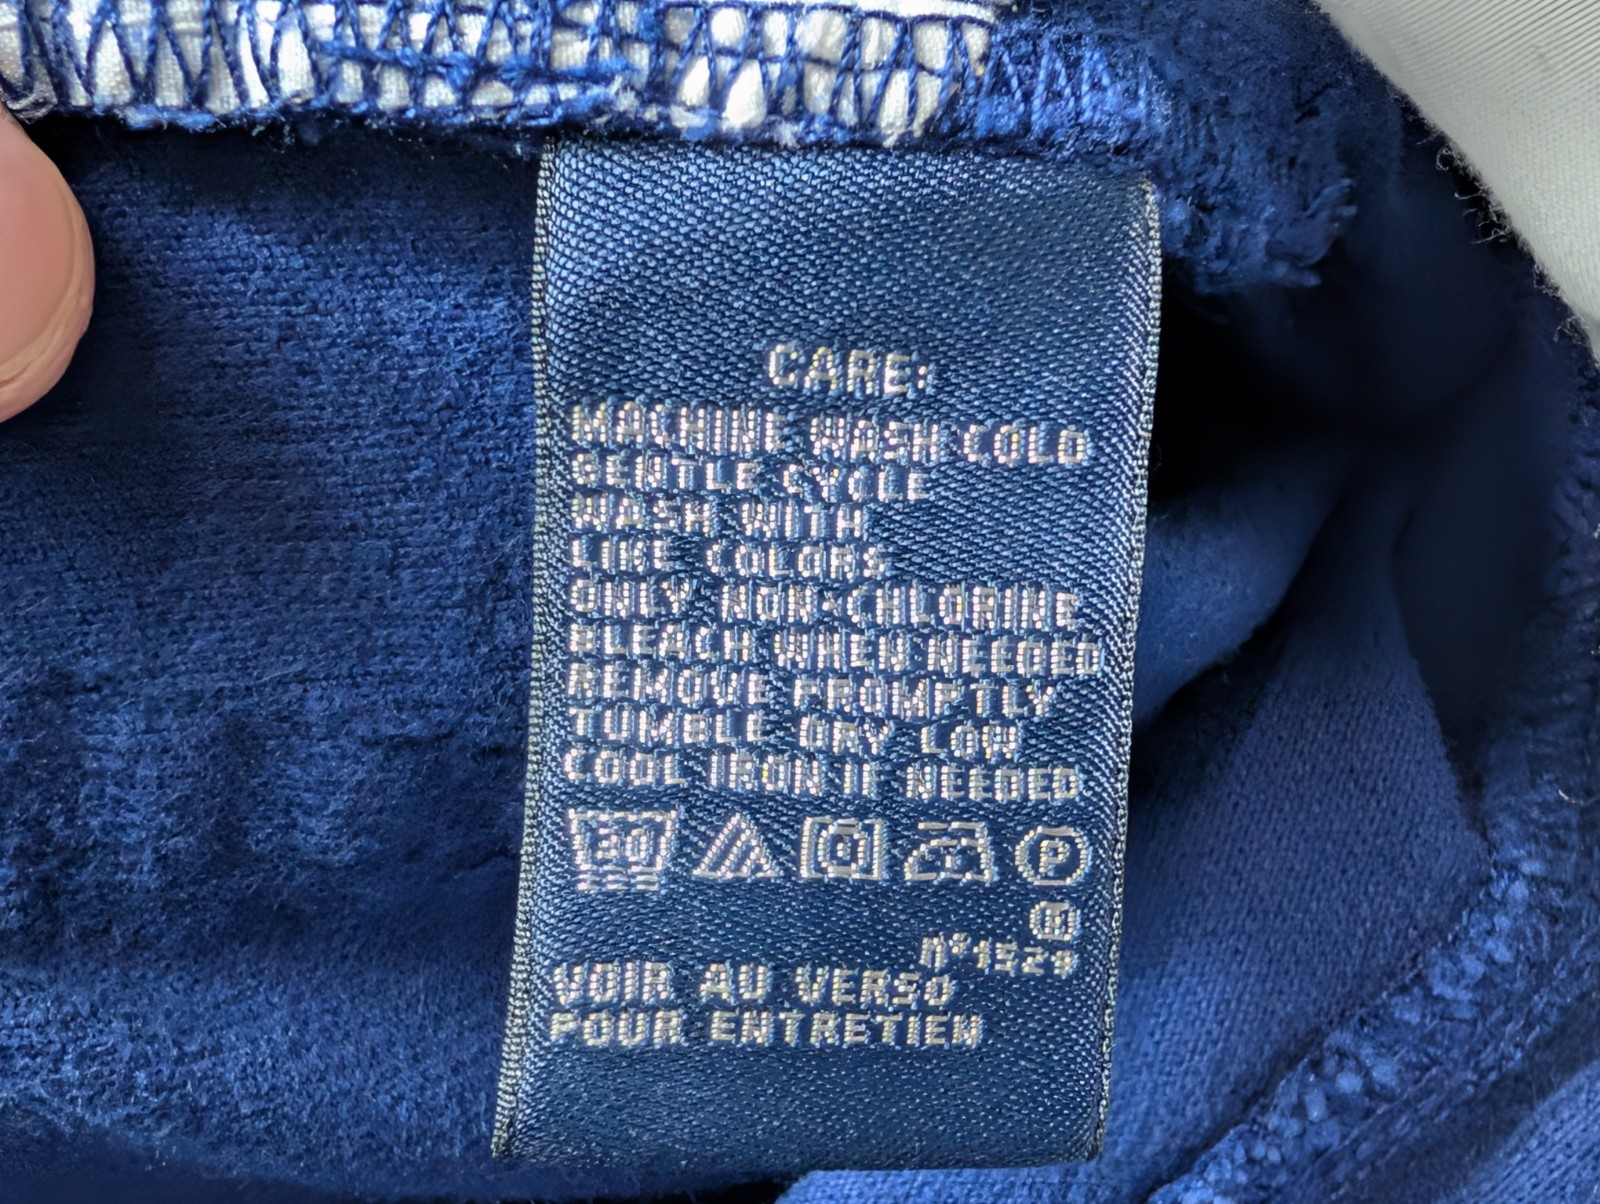 CARE:
MACHINE WASH COLD
GENTLE CYCLE
WASH WITH
LIKE COLORS
ONLY NON-CHLORINE
BLEACH WHEN NEEDED
REMOVE PROMPTLY
TUMBLE DRY LOW
COOL IRON IF NEEDED
30
P
VOIR AU VERSO
POUR ENTRETIEN